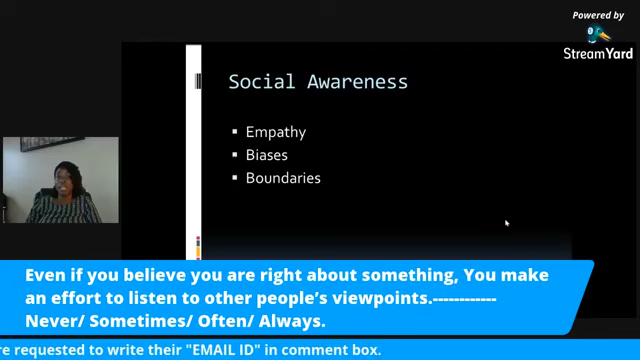 Powered by
StreamYard
Social Awareness
▪ Empathy
▪ Biases
▪ Boundaries
Even if you believe you are right about something, You make
an effort to listen to other people's viewpoints.------------
Never/ Sometimes/ Often/ Always.
re requested to write their "EMAIL ID" in comment box.